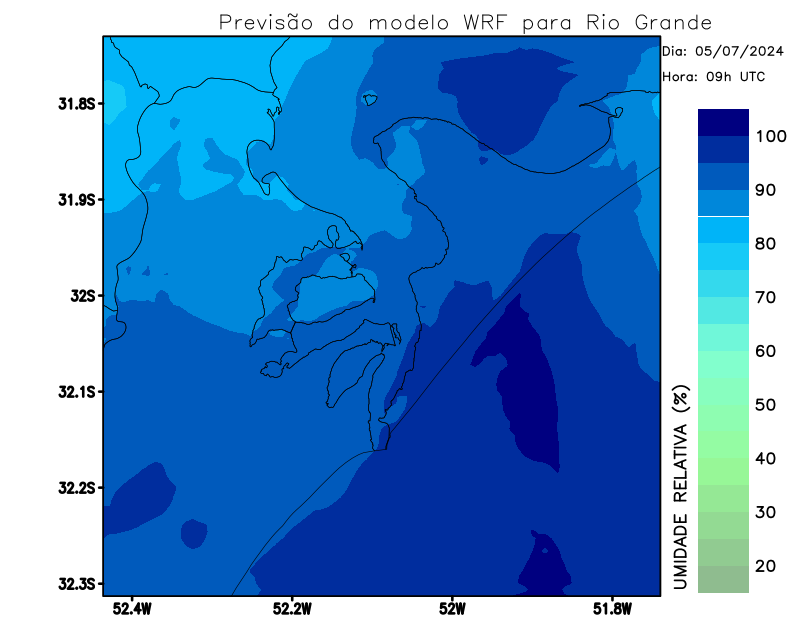 Previsão do modelo WRF para Rio Grande
Dia: 05/07/2024
Hora: 09h UTC
31.8S
31.9S
32S
32.1S
32.2S
32.3S
52.4W
52.2W
52W
51.8W
UMIDADE RELATIVA (%)
100
90
80
70
60
50
40
30
20